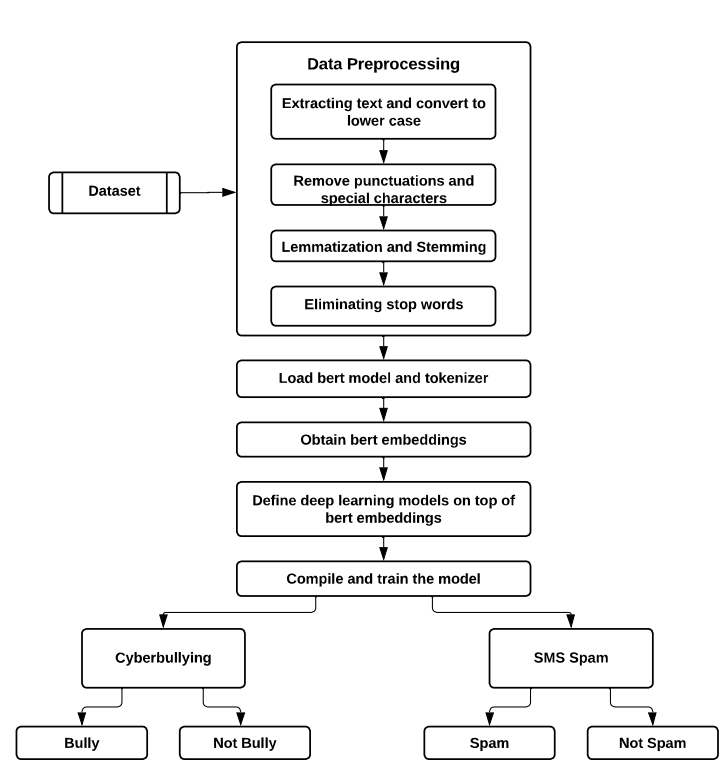 Data Preprocessing
Extracting text and convert to
lower case
Remove punctuations and
special characters
Dataset
Lemmatization and Stemming
Eliminating stop words
Load bert model and tokenizer
Obtain bert embeddings
Define deep learning models on top of
bert embeddings
Compile and train the model
Cyberbullying
SMS Spam
Bully
Not Bully
Spam
Not Spam